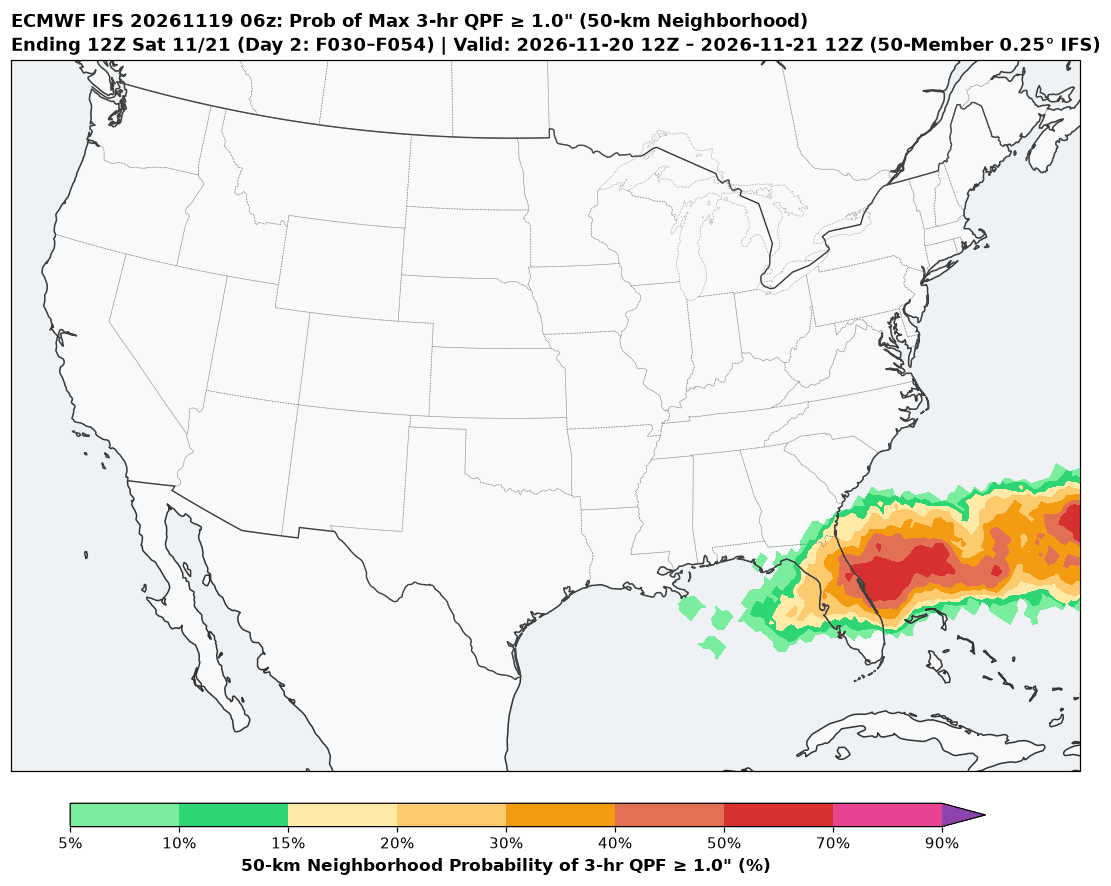 ECMWF IFS 20261119 06z: Prob of Max 3-hr QPF ≥ 1.0" (50-km Neighborhood)
Ending 12Z Sat 11/21 (Day 2: F030–F054) | Valid: 2026-11-20 12Z – 2026-11-21 12Z (50-Member 0.25° IFS)
5% 10% 15% 20% 30% 40% 50% 70% 90%
50-km Neighborhood Probability of 3-hr QPF ≥ 1.0" (%)